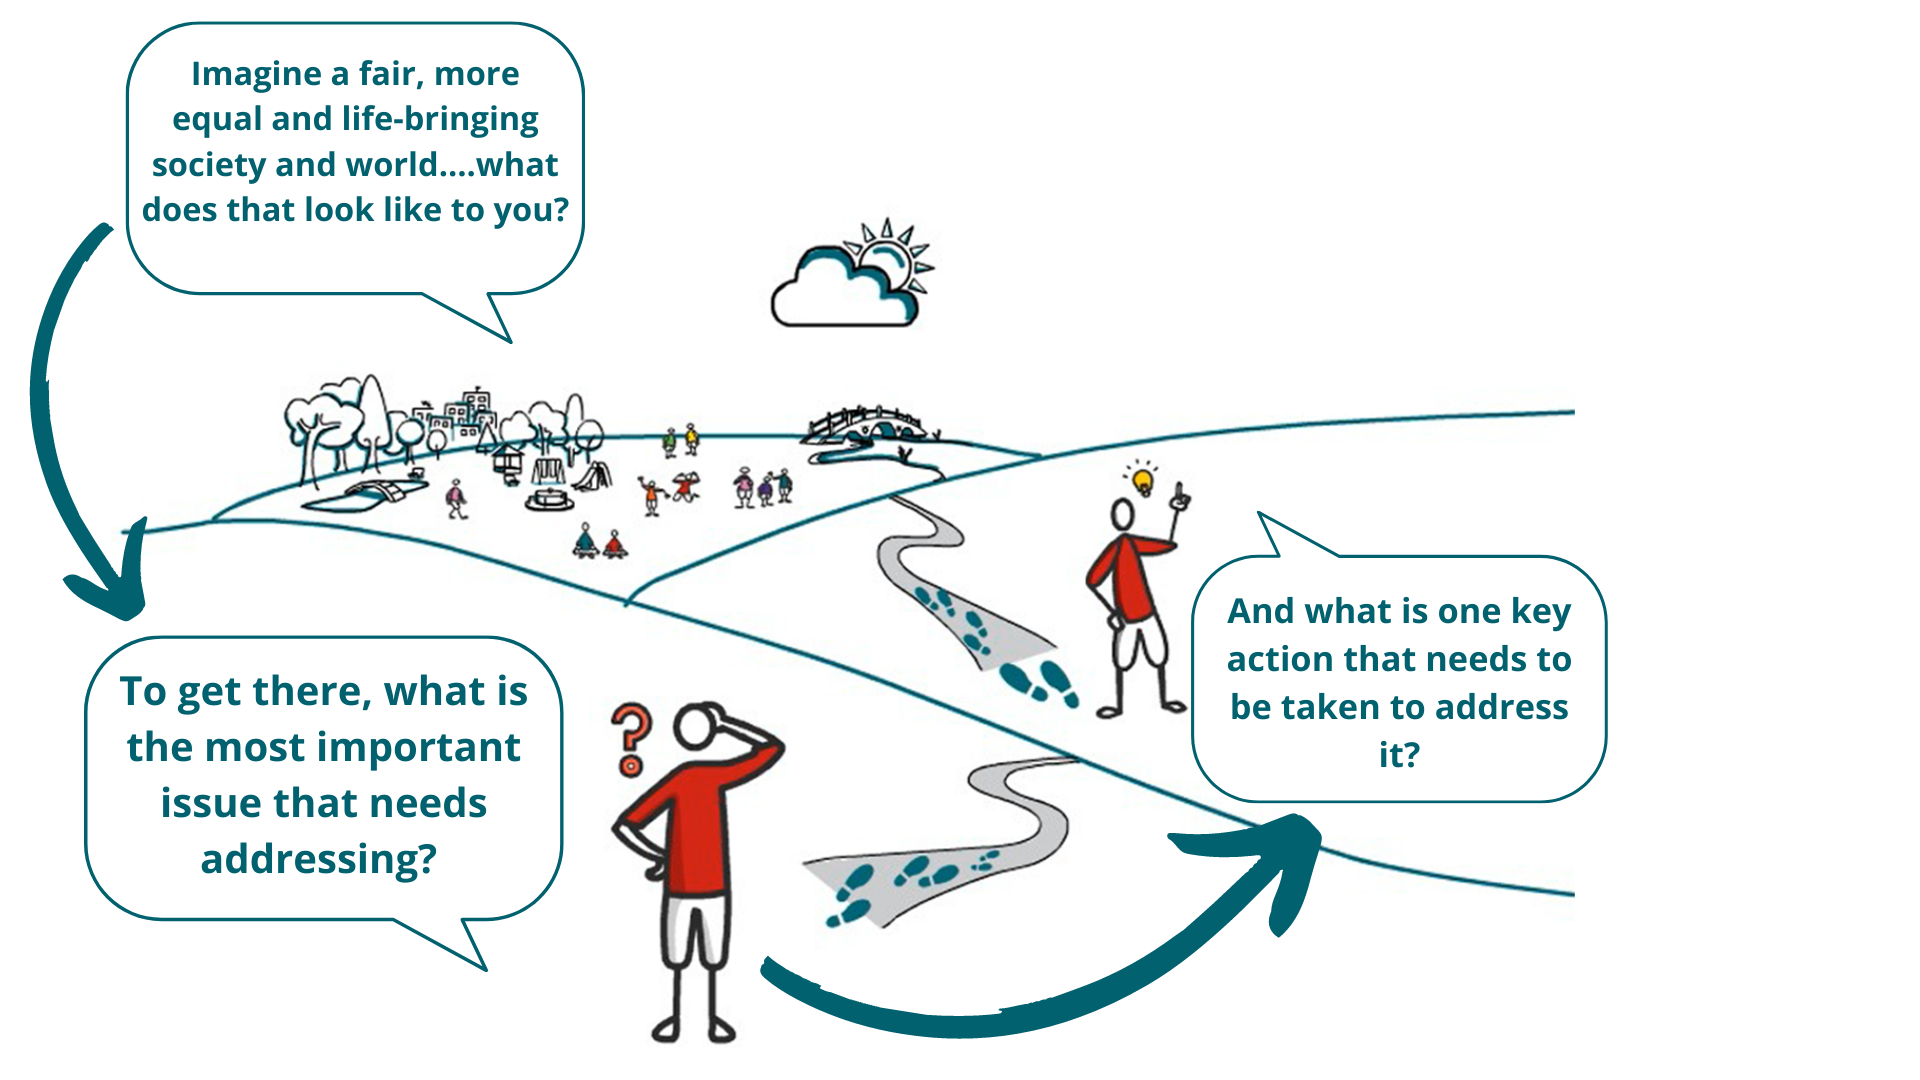 Imagine a fair, more
equal and life-bringing
society and world....what
does that look like to you?
To get there, what is
the most important
issue that needs
addressing?
?
And what is one key
action that needs to
be taken to address
it?